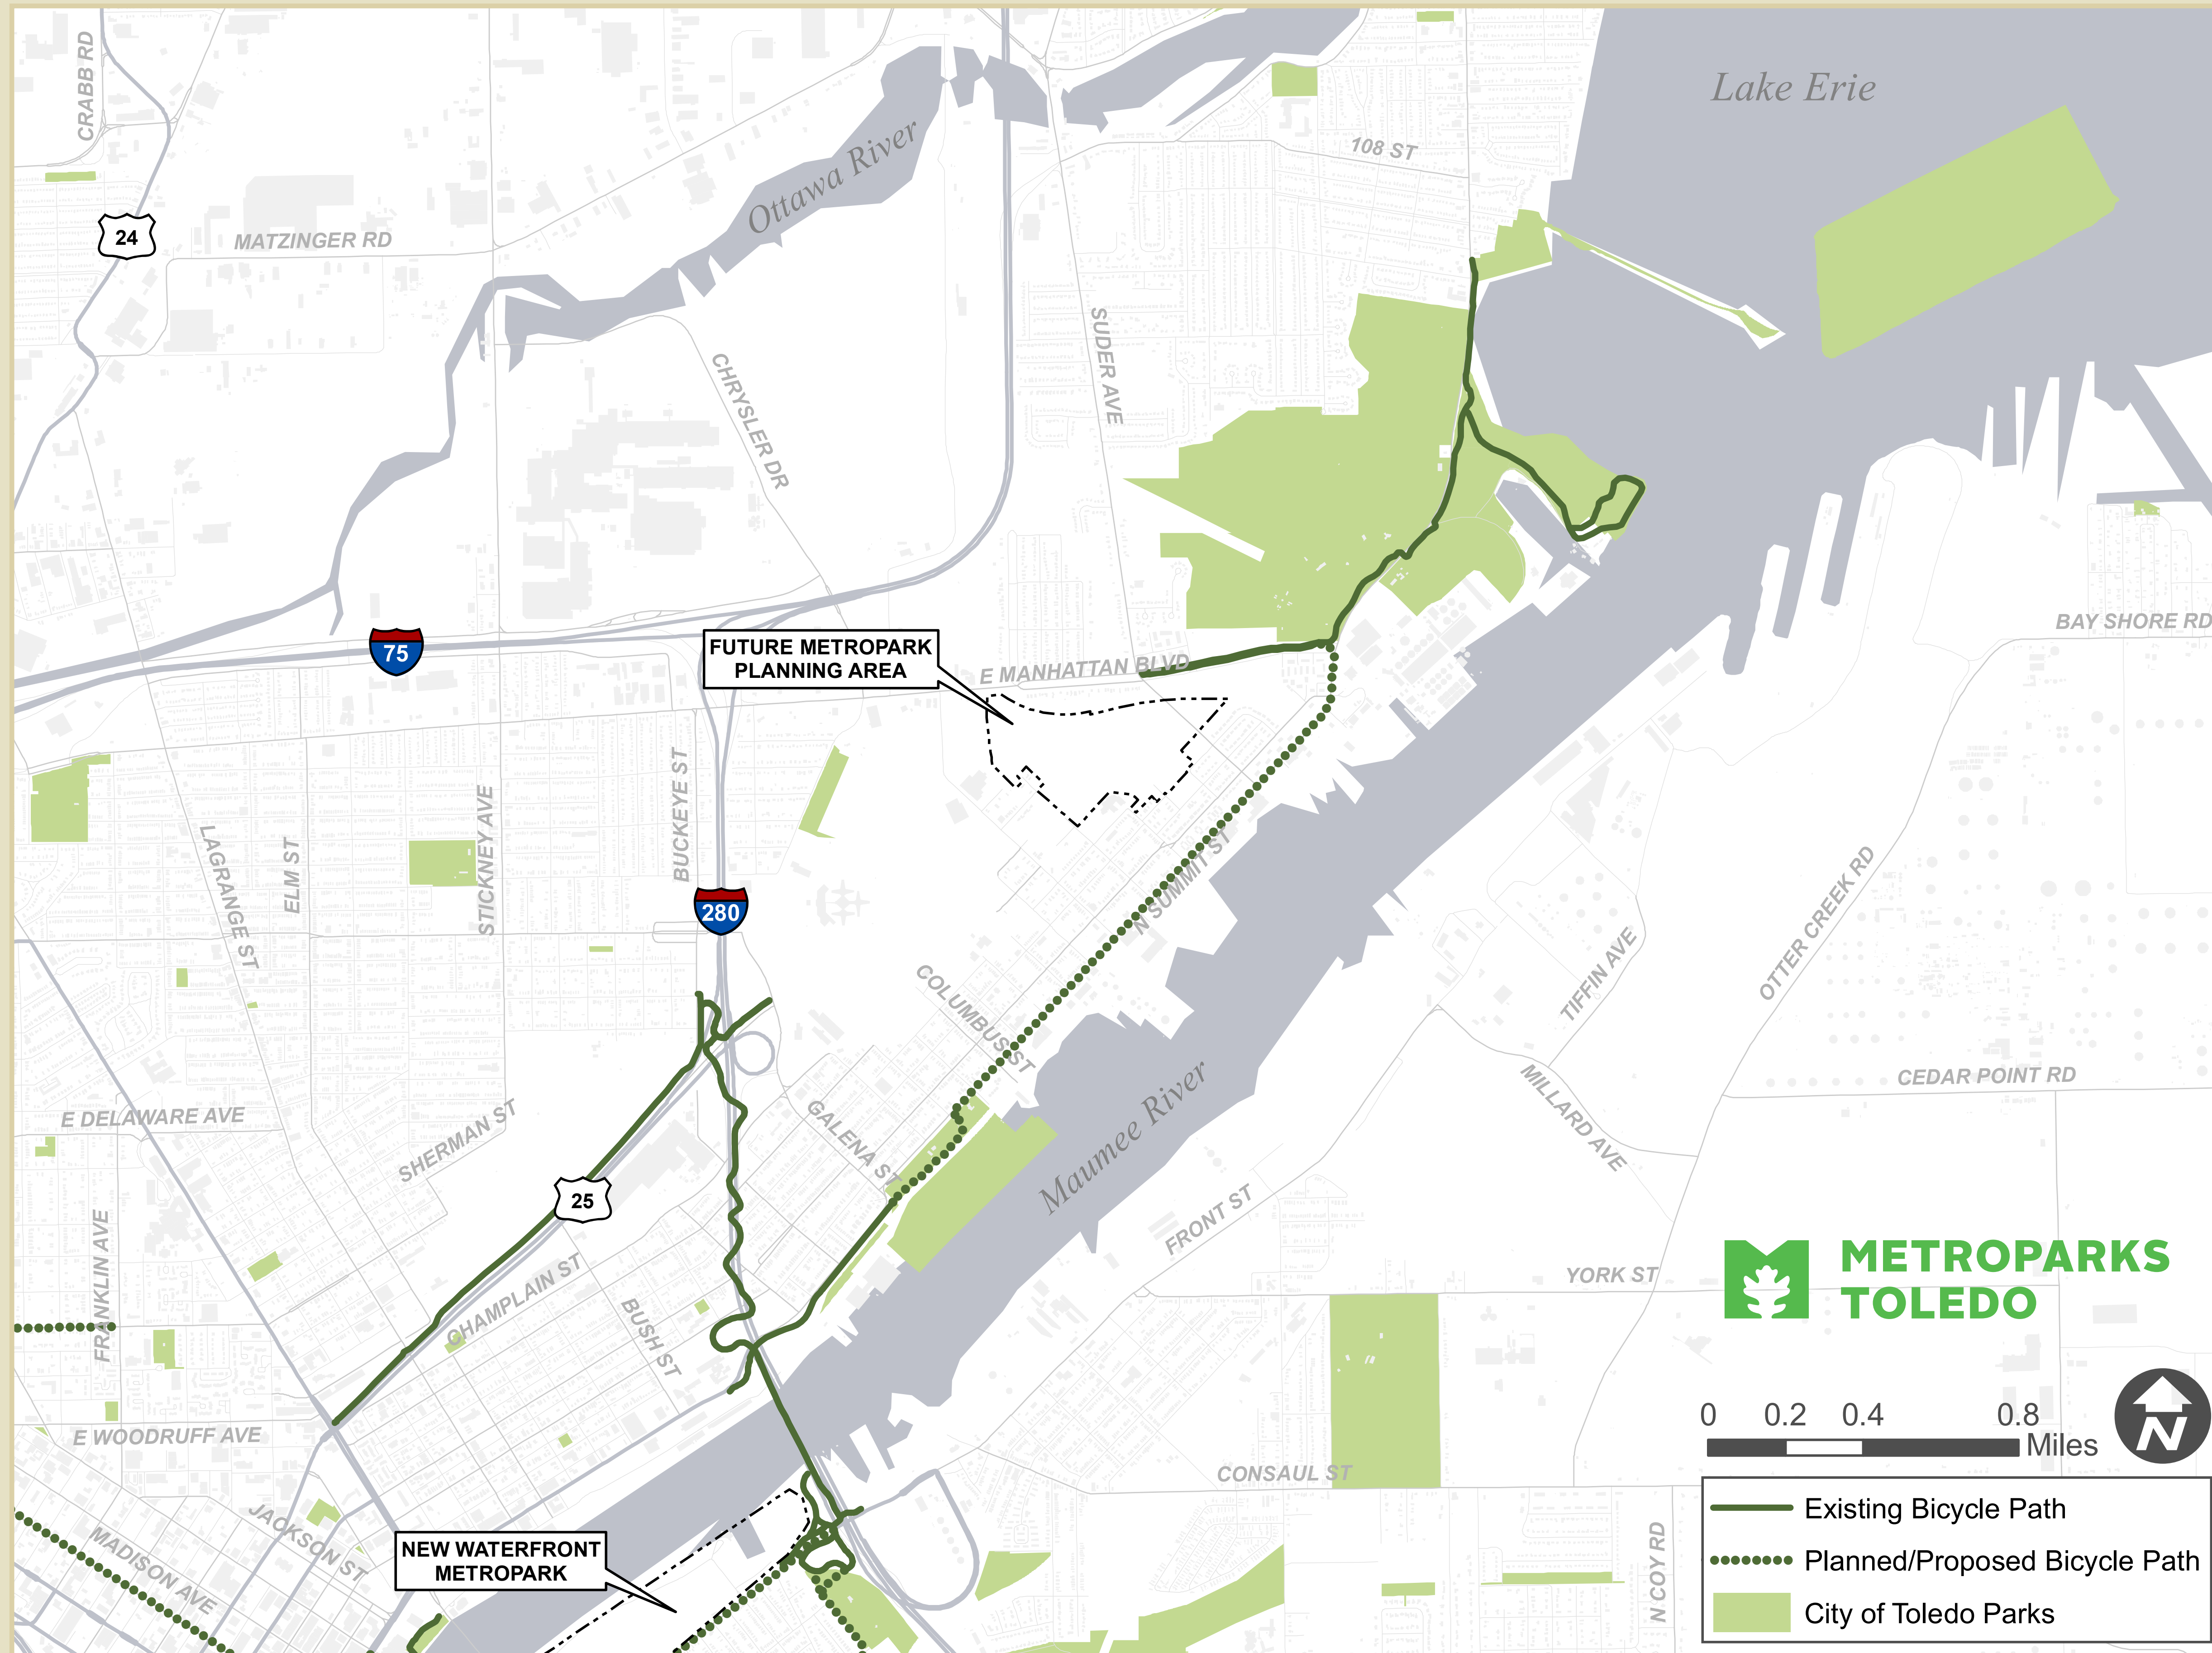 CRABB RD
Lake Erie
108 ST
Ottawa River
24
MATZINGER RD
SUDER AVE
CHRYSLER DR
BAY SHORE RD
75
FUTURE METROPARK
PLANNING AREA
E MANHATTAN BLVD
BUCKEYE ST
STICKNEY AVE
ELM ST
LAGRANGE ST
N SUMMIT ST
OTTER CREEK RD
280
TIFFIN AVE
COLUMBUS ST
CEDAR POINT RD
MILLARD AVE
E DELAWARE AVE
SHERMAN ST
GALENA ST
Maumee River
25
FRONT ST
FRANKLIN AVE
YORK ST
METROPARKS
TOLEDO
CHAMPLAIN ST
BUSH ST
0 0.2 0.4 0.8
Miles
N
E WOODRUFF AVE
CONSAUL ST
JACKSON ST
MADISON AVE
NEW WATERFRONT
METROPARK
N COY RD
Existing Bicycle Path
Planned/Proposed Bicycle Path
City of Toledo Parks